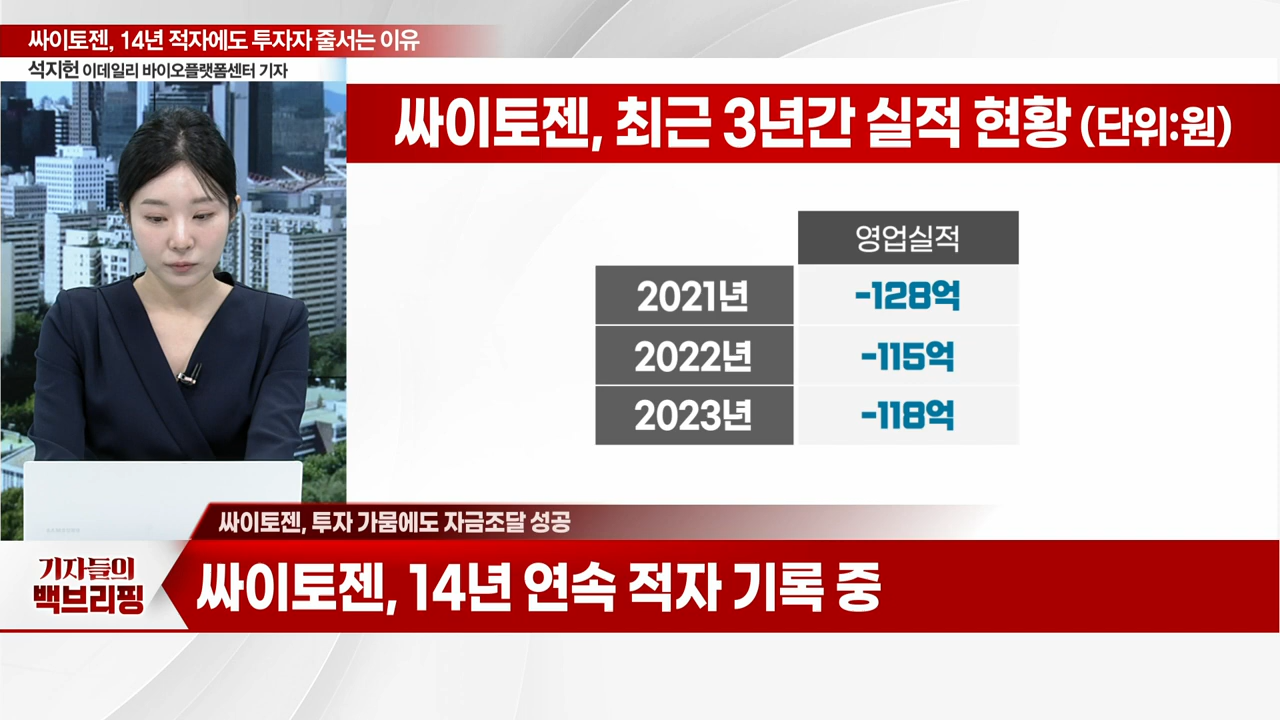 싸이토젠, 14년 적자에도 투자자 줄서는 이유
석지헌 이데일리 바이오플랫폼센터 기자
싸이토젠, 최근 3년간 실적 현황 (단위:원)
영업실적
2021년 -128억
2022년 -115억
2023년 -118억
SAMSUNG
싸이토젠, 투자 가뭄에도 자금조달 성공
기자들의
백브리핑
싸이토젠, 14년 연속 적자 기록 중